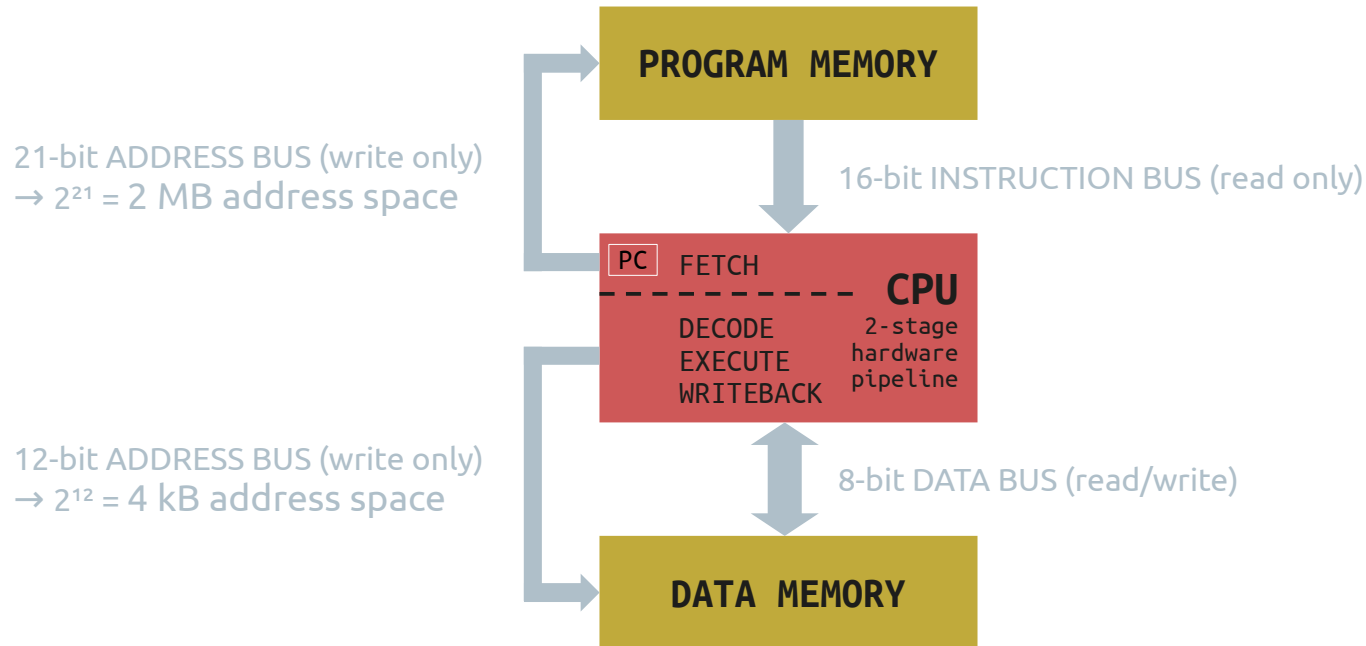 PROGRAM MEMORY
21-bit ADDRESS BUS (write only)
→ 2²¹ = 2 MB address space
16-bit INSTRUCTION BUS (read only)
PC FETCH
CPU
2-stage
hardware
pipeline
DECODE
EXECUTE
WRITEBACK
12-bit ADDRESS BUS (write only)
→ 2¹² = 4 kB address space
8-bit DATA BUS (read/write)
DATA MEMORY